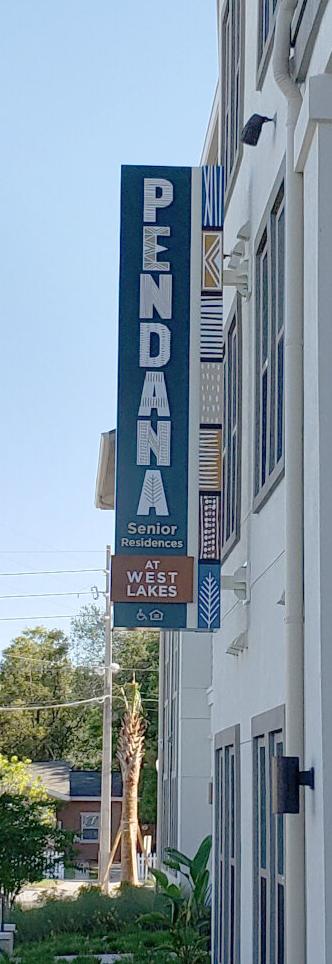 PENDANA
Senior
Residences
AT
WEST
LAKES